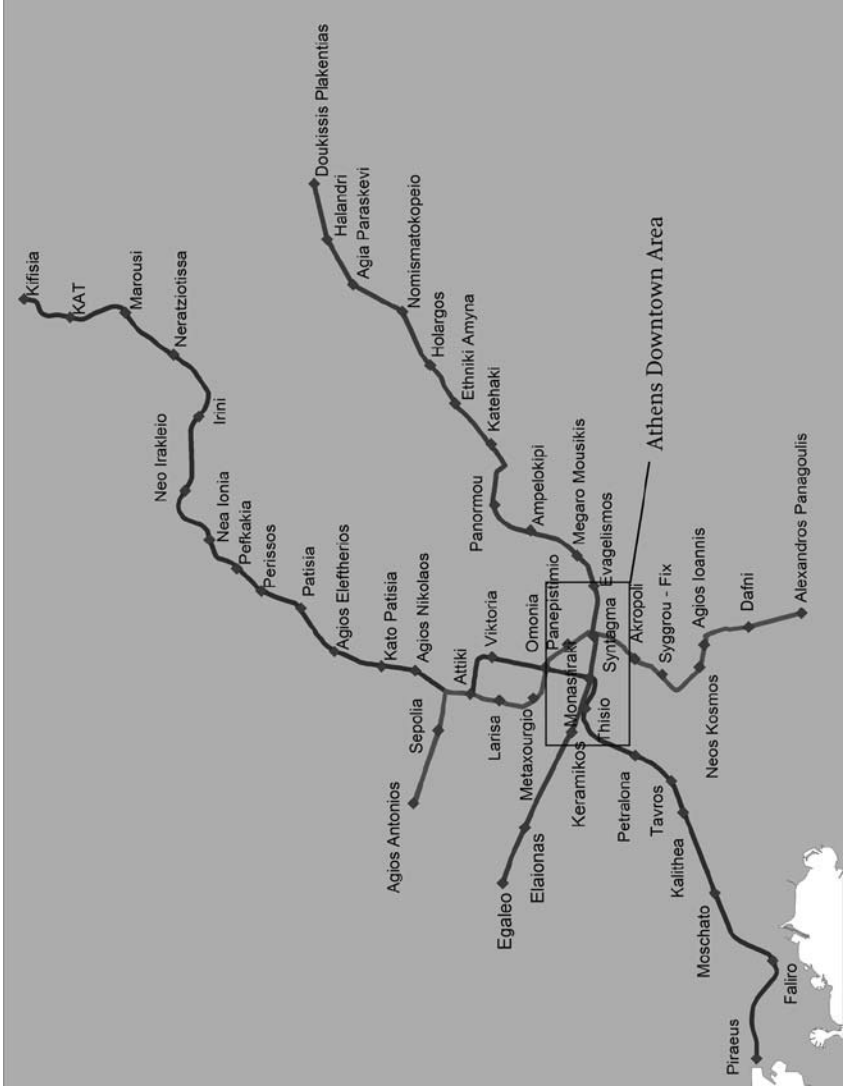 Kifisia
KAT
Marousi
Neratziotissa
Irini
Neo Irakleio
Nea Ionia
Pefkakia
Perissos
Patisia
Agios Eleftherios
Kato Patisia
Agios Nikolaos
Attiki
Viktoria
Omonia
Monastiraki
Thisio
Petralona
Tavros
Kalithea
Moschato
Faliro
Piraeus
Doukissis Plakentias
Halandri
Agia Paraskevi
Nomismatokopeio
Holargos
Ethniki Amyna
Katehaki
Panormou
Ampelokipi
Megaro Mousikis
Evagelismos
Syntagma
Keramikos
Elaionas
Egaleo
Agios Antonios
Sepolia
Larisa
Metaxourgio
Panepistimio
Akropoli
Syggrou - Fix
Neos Kosmos
Agios Ioannis
Dafni
Alexandros Panagoulis
Athens Downtown Area